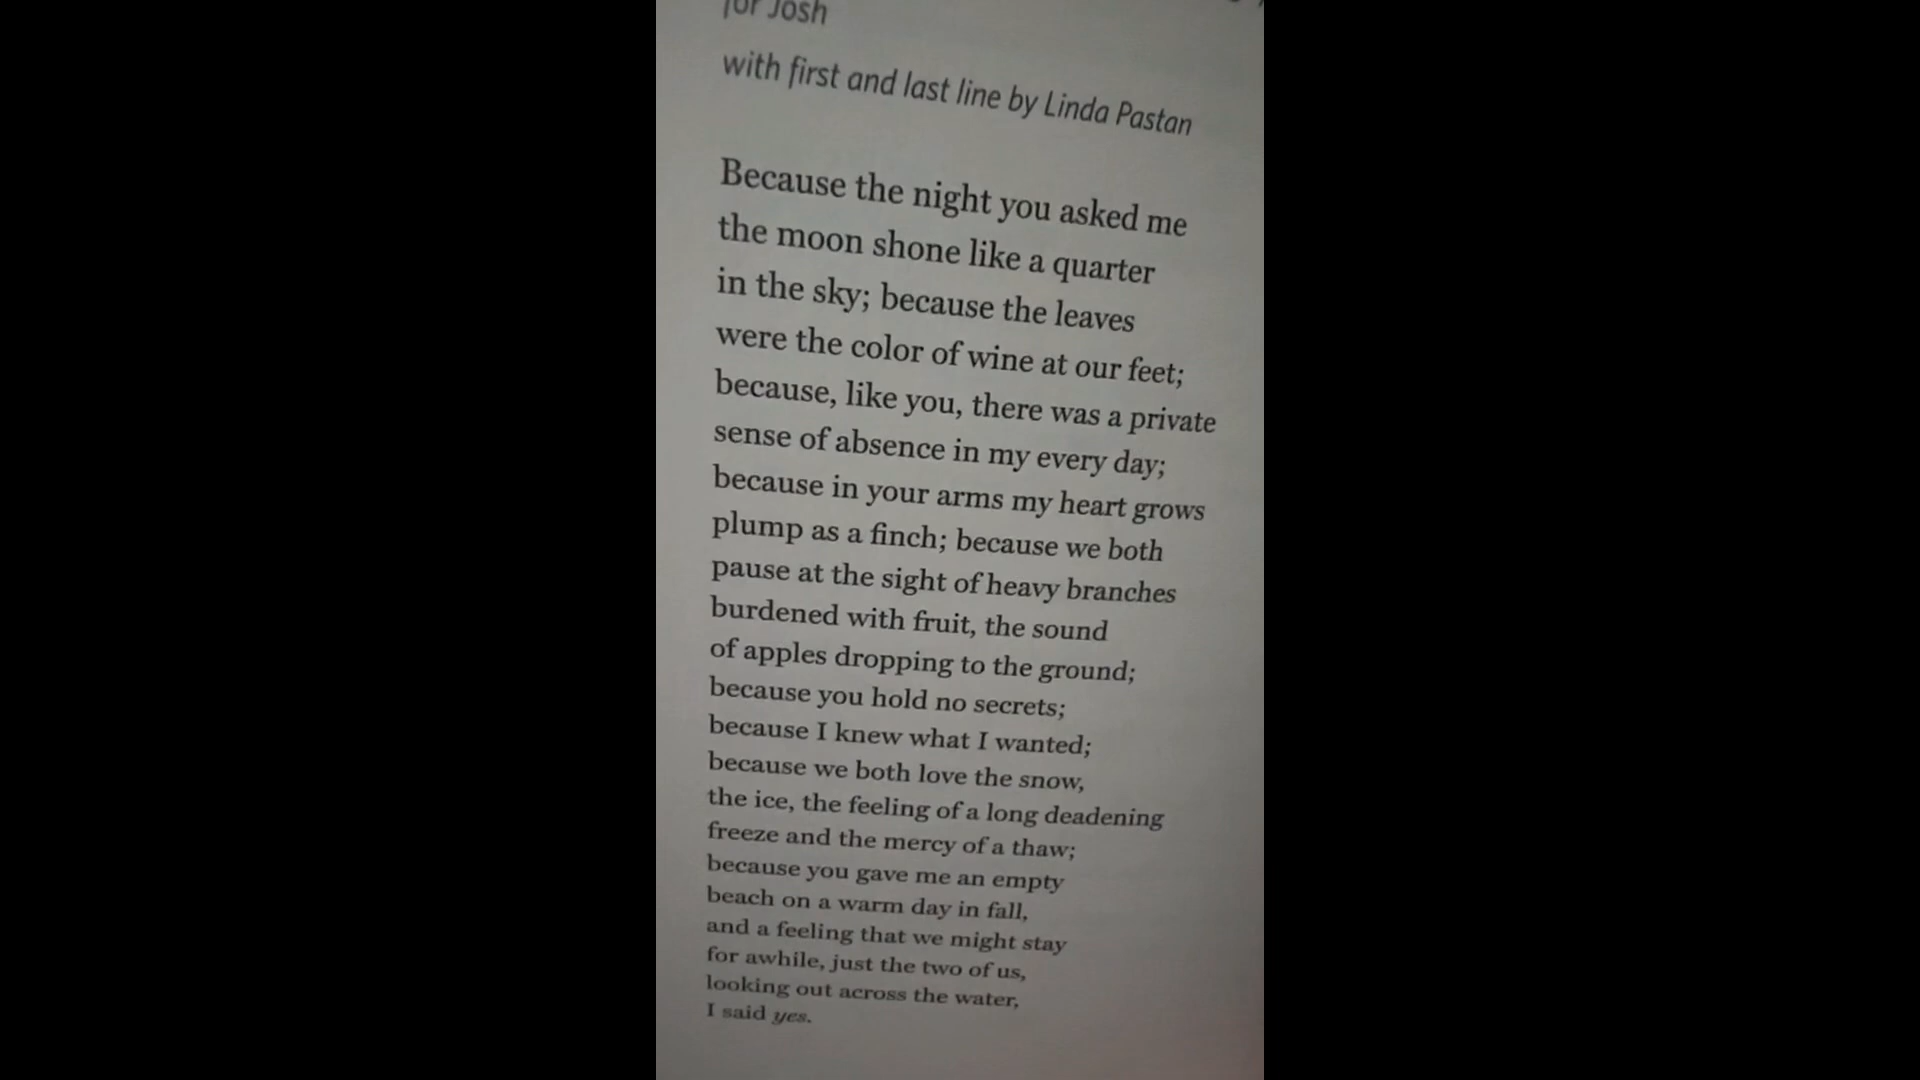 for Josh
with first and last line by Linda Pastan
Because the night you asked me
the moon shone like a quarter
in the sky; because the leaves
were the color of wine at our feet;
because, like you, there was a private
sense of absence in my every day;
because in your arms my heart grows
plump as a finch; because we both
pause at the sight of heavy branches
burdened with fruit, the sound
of apples dropping to the ground;
because you hold no secrets;
because I knew what I wanted;
because we both love the snow,
the ice, the feeling of a long deadening
freeze and the mercy of a thaw;
because you gave me an empty
beach on a warm day in fall,
and a feeling that we might stay
for awhile, just the two of us,
looking out across the water,
I said yes.